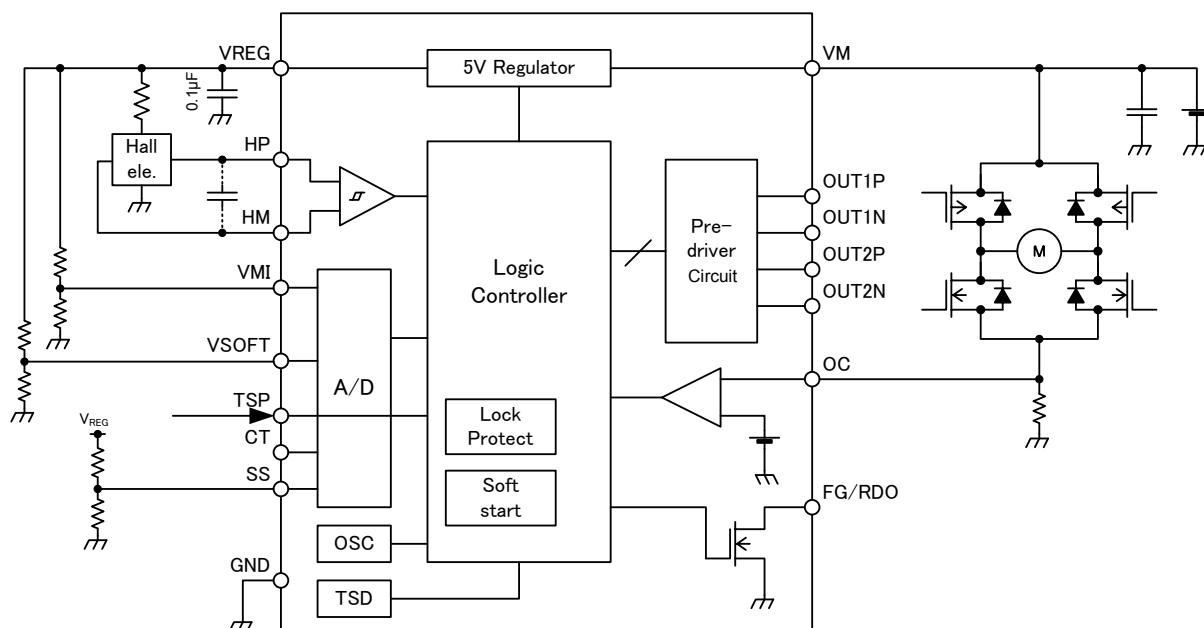 VREG
VM
5V Regulator
0.1μF
Hall
ele.
HP
HM
OUT1P
OUT1N
OUT2P
OUT2N
Pre-
driver
Circuit
M
Logic
Controller
VMI
VSOFT
A/D
OC
TSP
CT
SS
VREG
Lock
Protect
Soft
start
FG/RDO
OSC
GND
TSD